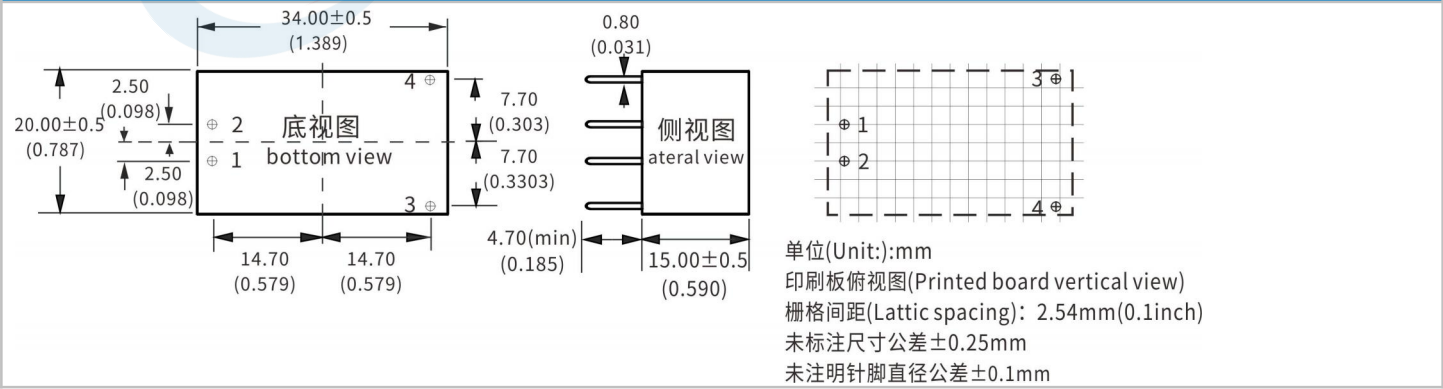 34.00±0.5
(1.389)
4
2.50
(0.098)
20.00±0.5
(0.787)
2
底视图
1
bottom view
2.50
(0.098)
3
7.70
(0.303)
7.70
(0.3303)
14.70
(0.579)
14.70
(0.579)
0.80
(0.031)
侧视图
ateral view
4.70(min)
(0.185)
15.00±0.5
(0.590)
3
1
2
4
单位(Unit:):mm
印刷板俯视图(Printed board vertical view)
栅格间距(Lattic spacing)：2.54mm(0.1inch)
未标注尺寸公差±0.25mm
未注明针脚直径公差±0.1mm